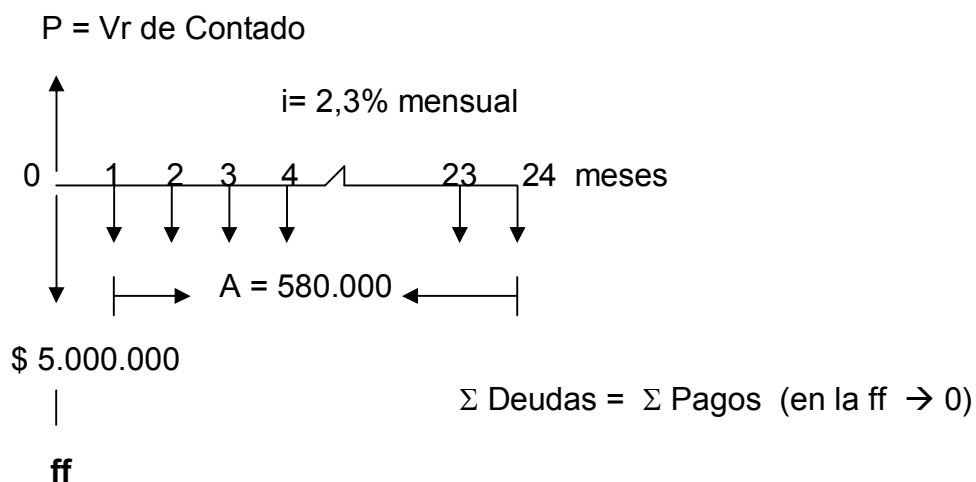 P = Vr de Contado
i= 2,3% mensual
0 1 2 3 4 23 24 meses
A = 580.000
$ 5.000.000
Σ Deudas = Σ Pagos (en la ff → 0)
ff